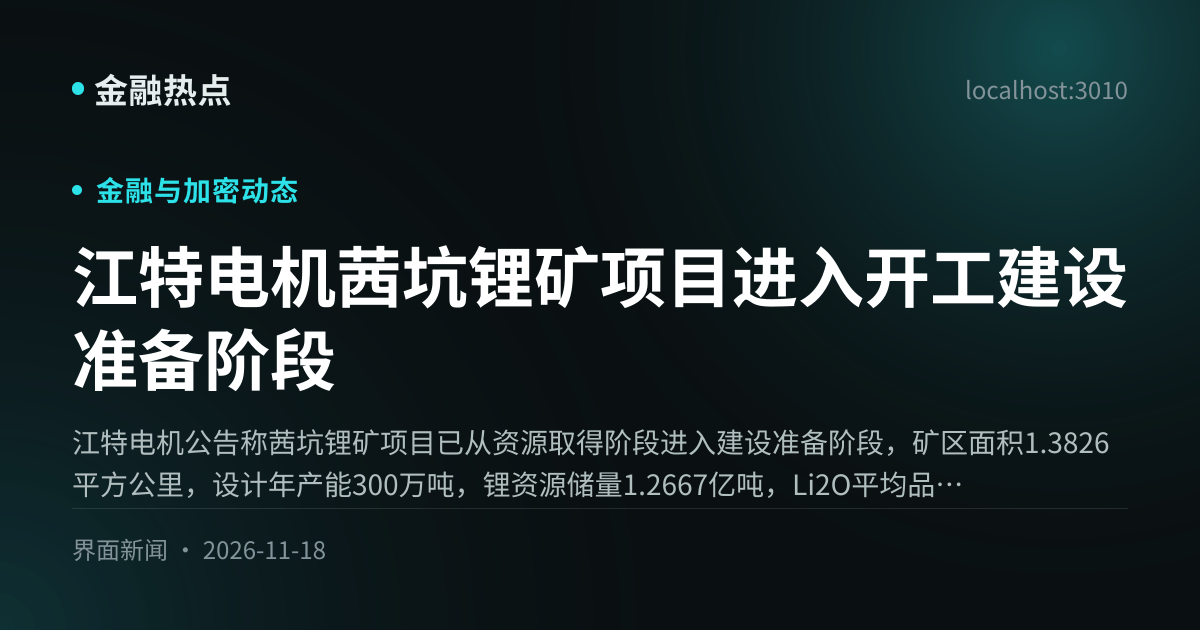 金融热点
localhost:3010
金融与加密动态
江特电机茜坑锂矿项目进入开工建设
准备阶段
江特电机公告称茜坑锂矿项目已从资源取得阶段进入建设准备阶段，矿区面积1.3826
平方公里，设计年产能300万吨，锂资源储量1.2667亿吨，Li2O平均品…
界面新闻 • 2026-11-18